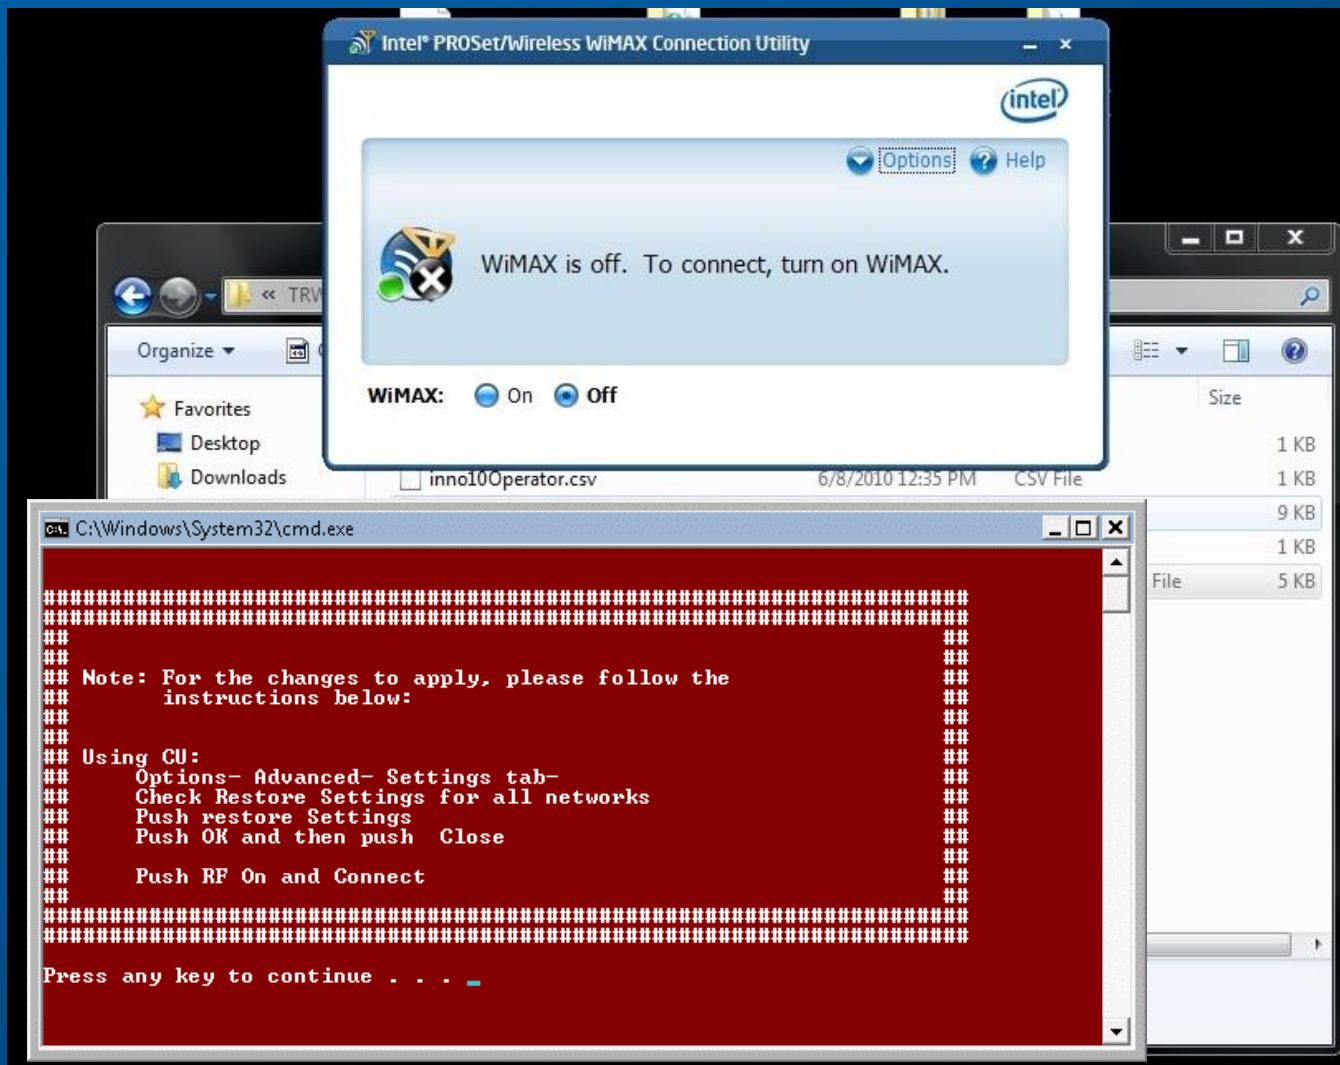 Intel® PROSet/Wireless WiMAX Connection Utility
intel
Options Help
WiMAX is off. To connect, turn on WiMAX.
WiMAX: On Off
« TRW
Organize
Size
Favorites
Desktop
1 KB
Downloads
inno10Operator.csv 6/8/2010 12:35 PM CSV File 1 KB
9 KB
1 KB
File 5 KB
C:\Windows\System32\cmd.exe
######################################################################
######################################################################
## ##
## ##
## Note: For the changes to apply, please follow the ##
## instructions below: ##
## ##
## ##
## Using CU: ##
## Options- Advanced- Settings tab- ##
## Check Restore Settings for all networks ##
## Push restore Settings ##
## Push OK and then push Close ##
## ##
## Push RF On and Connect ##
## ##
######################################################################
######################################################################
Press any key to continue . . . _